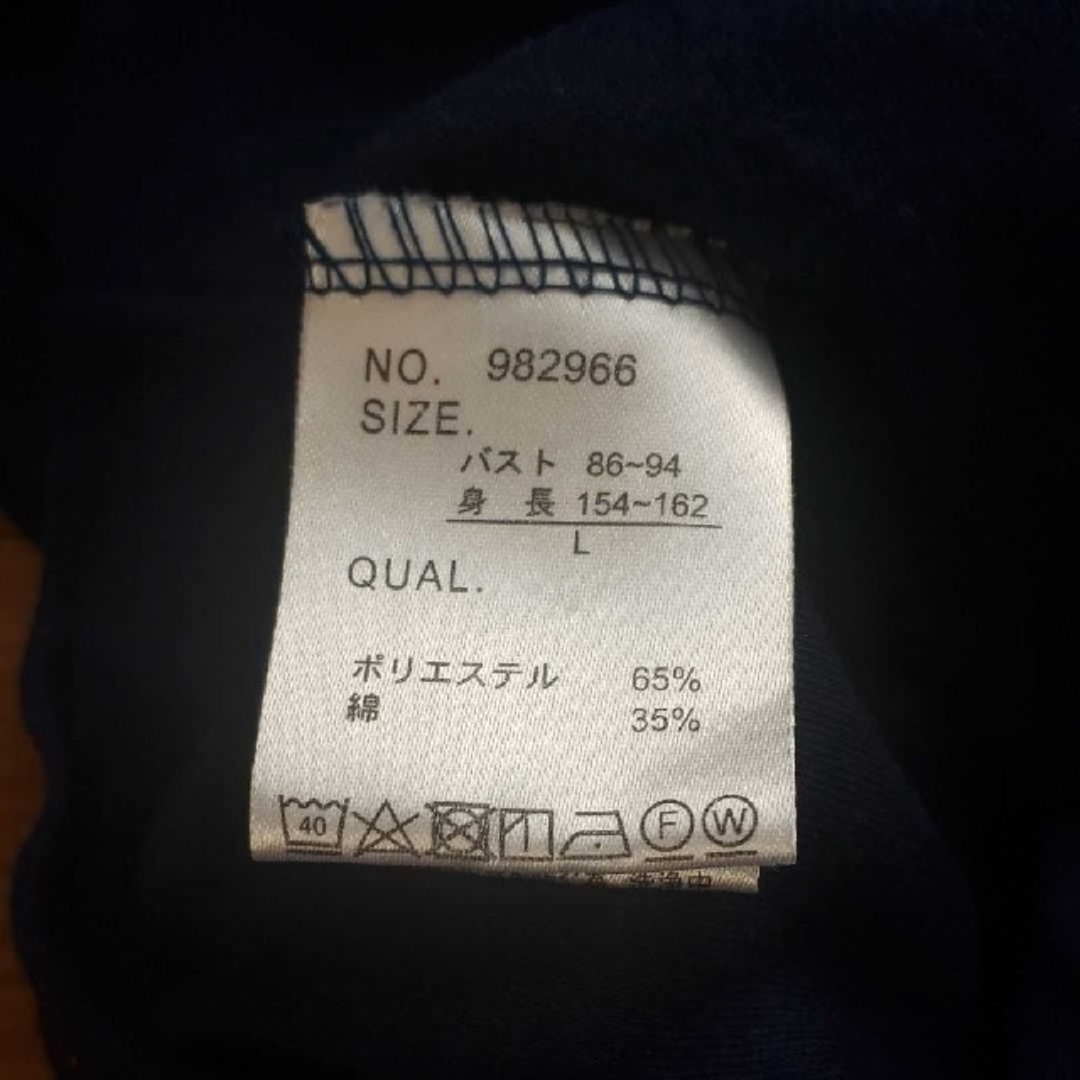 NO. 982966
SIZE.
バスト 86~94
身 長 154~162
L
QUAL.
ポリエステル 65%
綿 35%
40 F W